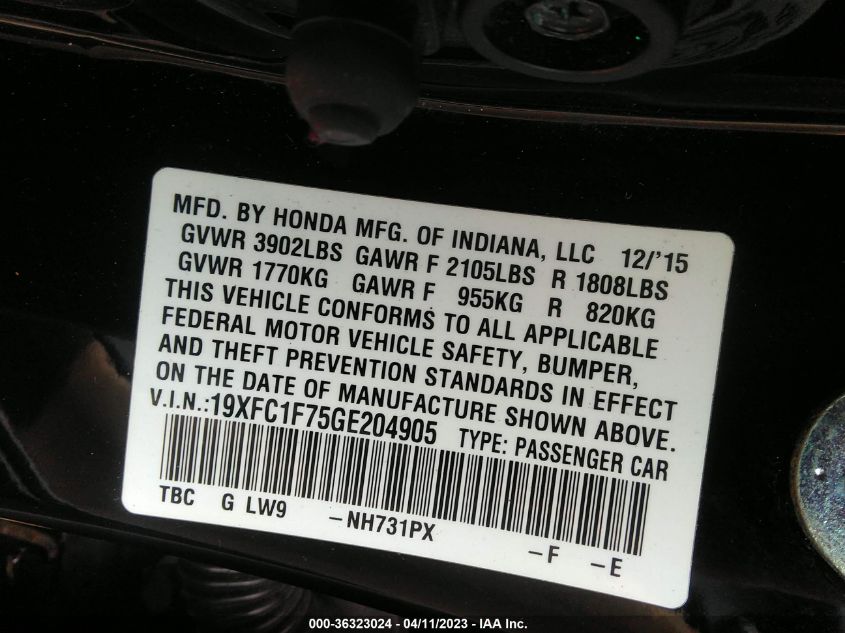 MFD. BY HONDA MFG. OF INDIANA, LLC 12/'15
GVWR 3902LBS GAWR F 2105LBS R 1808LBS
GVWR 1770KG GAWR F 955KG R 820KG
THIS VEHICLE CONFORMS TO ALL APPLICABLE
FEDERAL MOTOR VEHICLE SAFETY, BUMPER,
AND THEFT PREVENTION STANDARDS IN EFFECT
ON THE DATE OF MANUFACTURE SHOWN ABOVE.
V.I.N.:19XFC1F75GE204905 TYPE: PASSENGER CAR
TBC G LW9 -NH731PX -F -E
000-36323024 - 04/11/2023 - IAA Inc.